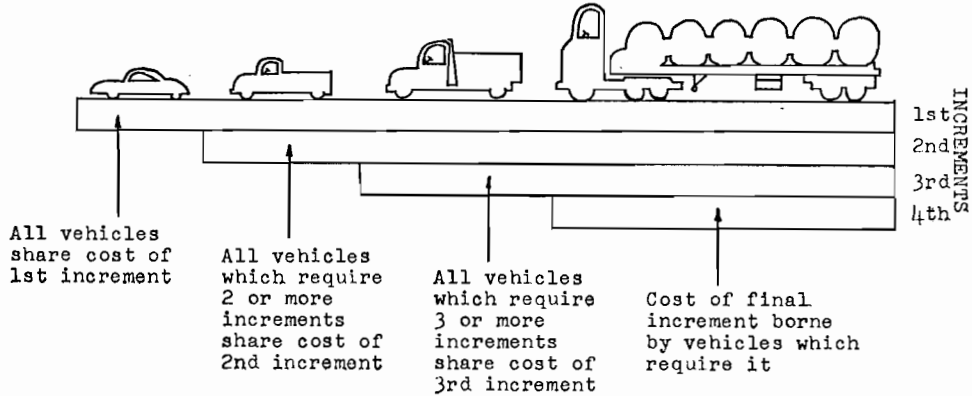 1st
2nd
3rd
4th
INCREMENTS
All vehicles
share cost of
1st increment
All vehicles
which require
2 or more
increments
share cost of
2nd increment
All vehicles
which require
3 or more
increments
share cost of
3rd increment
Cost of final
increment borne
by vehicles which
require it